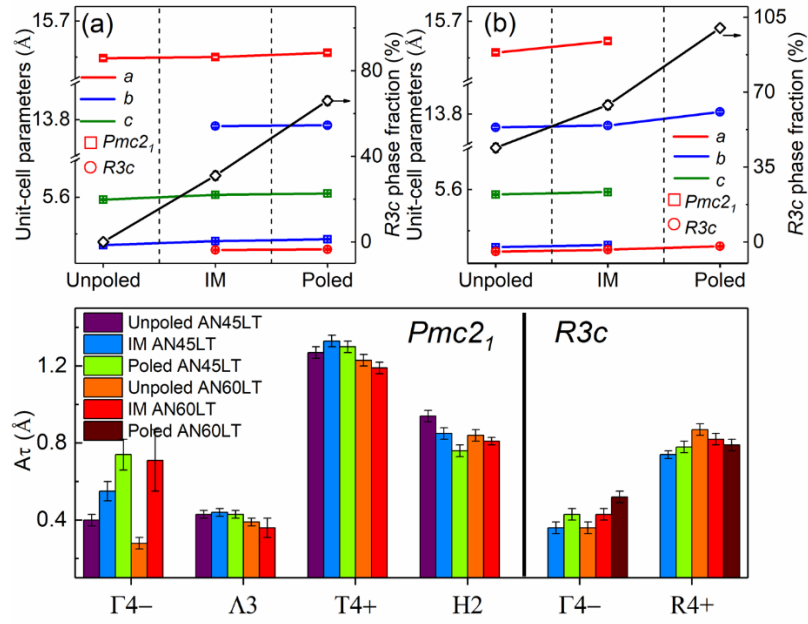 (a)
15.7
13.8
5.6
Unit-cell parameters (Å)
a
b
c
Pmc2₁
R3c
80
40
0
R3c phase fraction (%)
Unpoled
IM
Poled
(b)
15.7
13.8
5.6
Unit-cell parameters (Å)
a
b
c
Pmc2₁
R3c
105
70
35
0
R3c phase fraction (%)
Unpoled
IM
Poled
Unpoled AN45LT
IM AN45LT
Poled AN45LT
Unpoled AN60LT
IM AN60LT
Poled AN60LT
Pmc2₁
R3c
1.2
0.8
0.4
Aτ (Å)
Γ4−
Λ3
T4+
H2
Γ4−
R4+